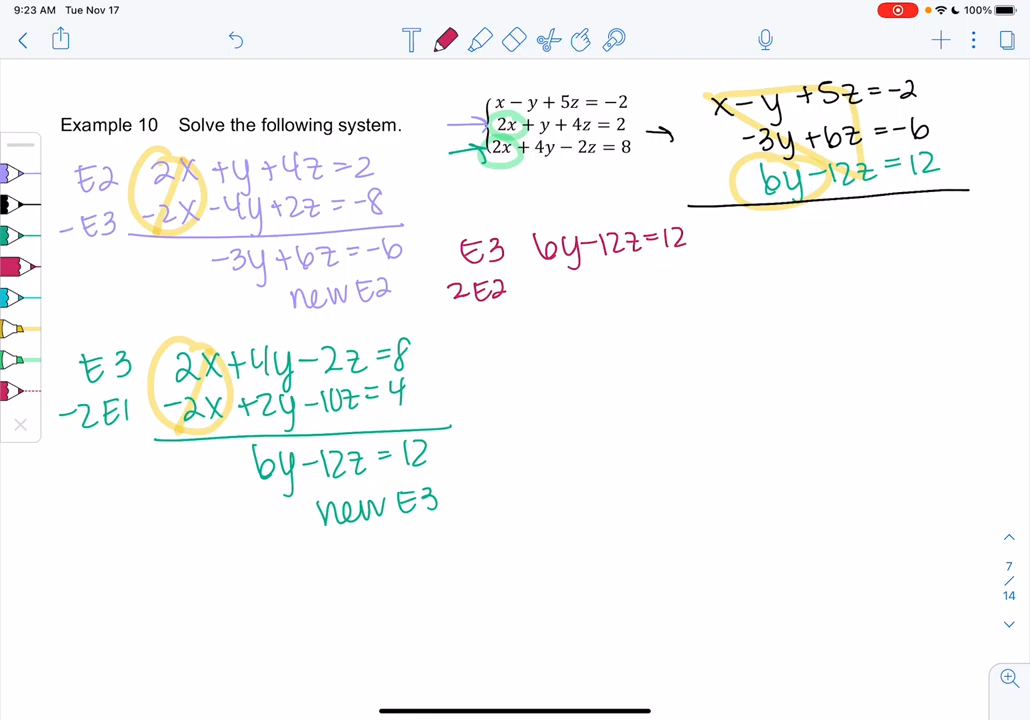 9:23 AM Tue Nov 17
100%
T
Example 10 Solve the following system.
x − y + 5z = −2
2x + y + 4z = 2
2x + 4y − 2z = 8
x − y + 5z = −2
−3y + 6z = −6
6y − 12z = 12
E2 2x + y + 4z = 2
−E3 −2x − 4y + 2z = −8
−3y + 6z = −6
new E2
E3 6y − 12z = 12
2E2
E3 2x + 4y − 2z = 8
−2E1 −2x + 2y − 10z = 4
6y − 12z = 12
new E3
7
/
14